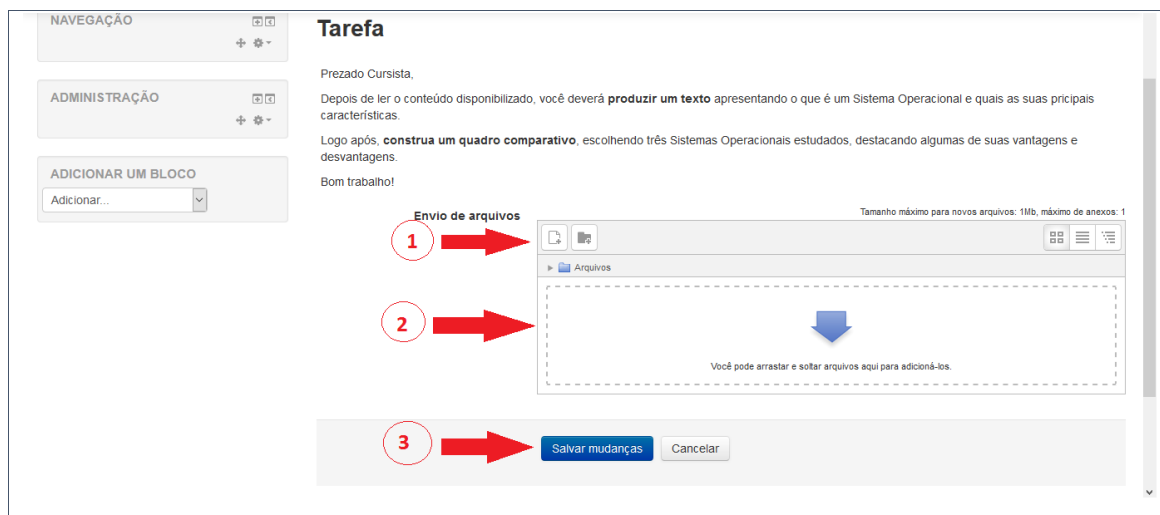 NAVEGAÇÃO
ADMINISTRAÇÃO
ADICIONAR UM BLOCO
Adicionar...
Tarefa
Prezado Cursista,
Depois de ler o conteúdo disponibilizado, você deverá produzir um texto apresentando o que é um Sistema Operacional e quais as suas pricipais
características.
Logo após, construa um quadro comparativo, escolhendo três Sistemas Operacionais estudados, destacando algumas de suas vantagens e
desvantagens.
Bom trabalho!
Envio de arquivos
Tamanho máximo para novos arquivos: 1Mb, máximo de anexos: 1
1
Arquivos
2
Você pode arrastar e soltar arquivos aqui para adicioná-los.
3
Salvar mudanças
Cancelar